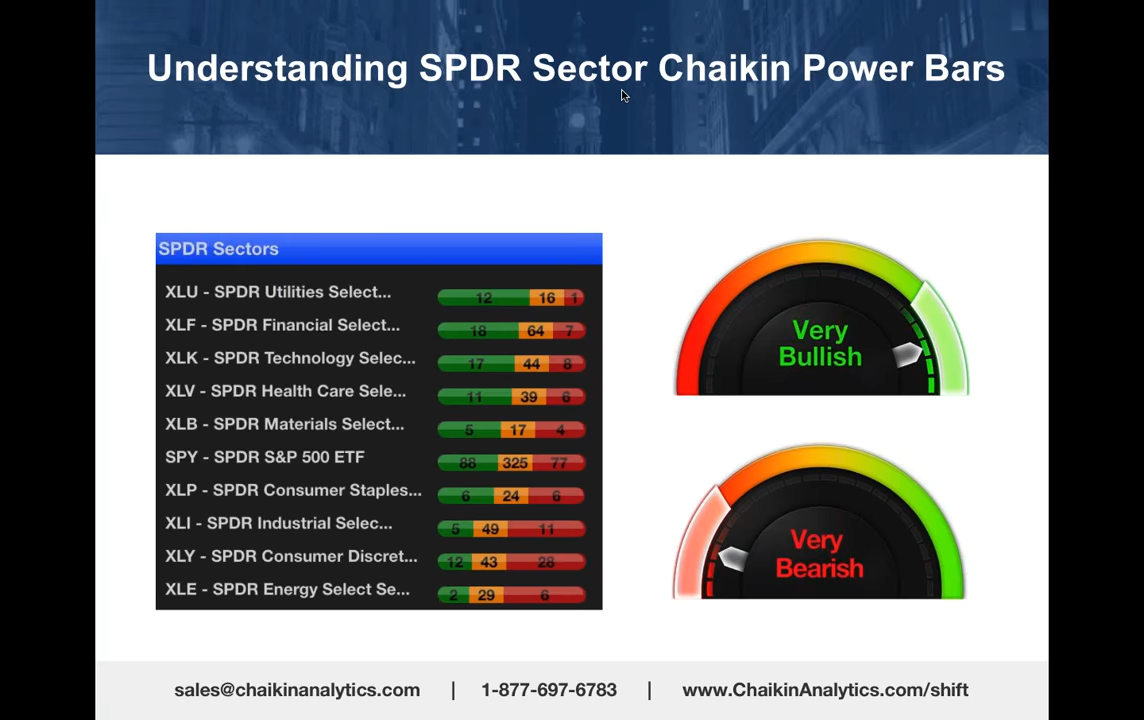 Understanding SPDR Sector Chaikin Power Bars
SPDR Sectors
XLU - SPDR Utilities Select... 12 16 1
XLF - SPDR Financial Select... 18 64 7
XLK - SPDR Technology Selec... 17 44 8
XLV - SPDR Health Care Sele... 11 39 6
XLB - SPDR Materials Select... 5 17 4
SPY - SPDR S&P 500 ETF 88 325 77
XLP - SPDR Consumer Staples... 6 24 6
XLI - SPDR Industrial Selec... 5 49 11
XLY - SPDR Consumer Discret... 12 43 28
XLE - SPDR Energy Select Se... 2 29 6
Very
Bullish
Very
Bearish
sales@chaikinanalytics.com | 1-877-697-6783 | www.ChaikinAnalytics.com/shift